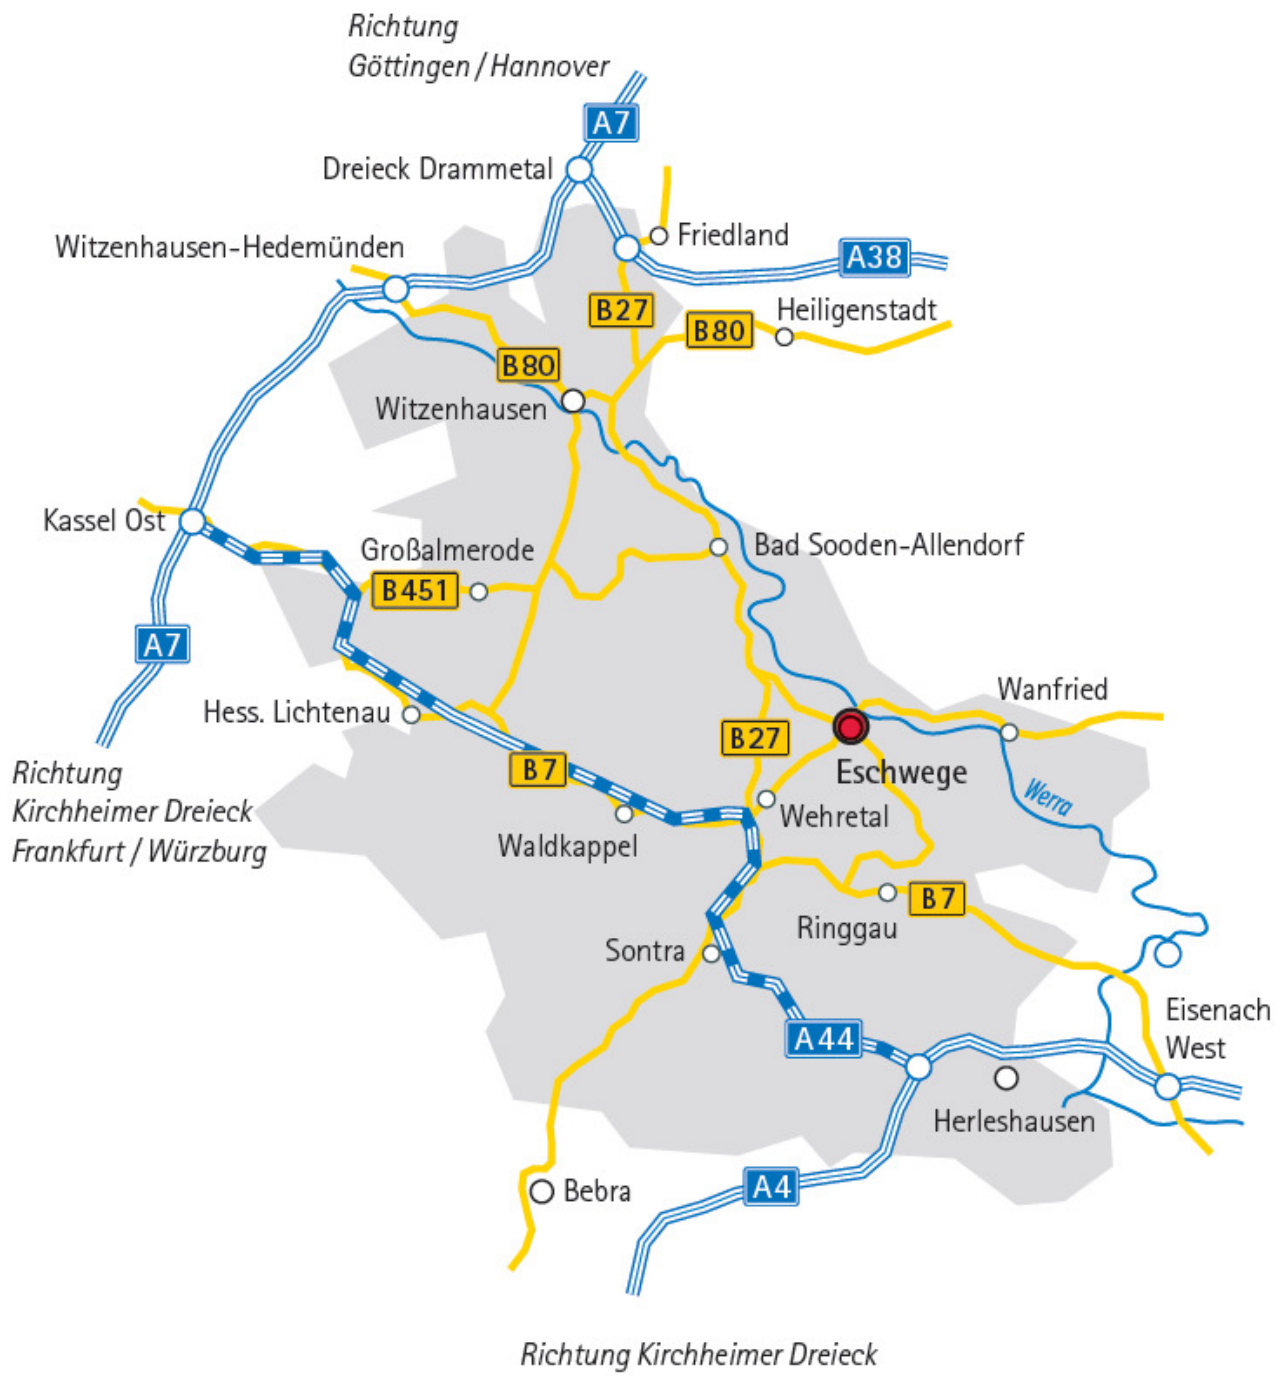 Richtung
Göttingen / Hannover
A7
Dreieck Drammetal
Friedland
Witzenhausen-Hedemünden
A38
B27
Heiligenstadt
B80
B80
Witzenhausen
Kassel Ost
Großalmerode
Bad Sooden-Allendorf
B451
A7
Wanfried
Hess. Lichtenau
B27
Richtung
Kirchheimer Dreieck
Frankfurt / Würzburg
B7
Eschwege
Werra
Wehretal
Waldkappel
B7
Ringgau
Sontra
Eisenach
West
A44
Herleshausen
A4
Bebra
Richtung Kirchheimer Dreieck